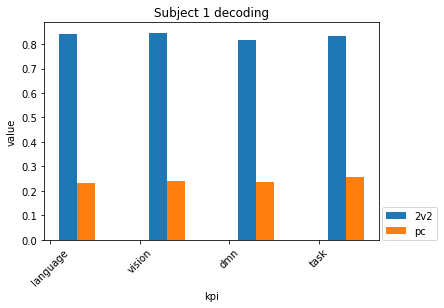 Subject 1 decoding
value
0.8
0.7
0.6
0.5
0.4
0.3
0.2
0.1
0.0
language
vision
dmn
task
kpi
2v2
pc